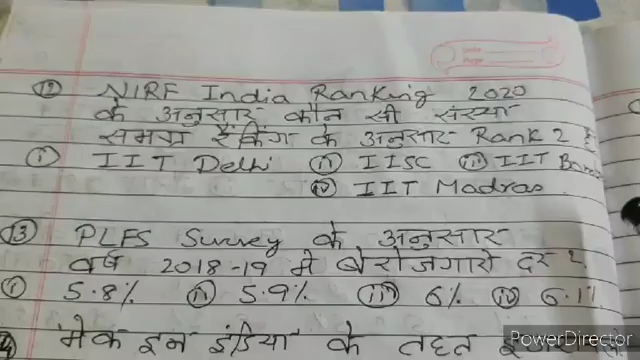 (12) NIRF India Ranking 2020
के अनुसार कौन सी संस्था
समग्र रैंकिंग के अनुसार Rank 2 है
(i) IIT Delhi (ii) IISC (iii) IIT Bom
(iv) IIT Madras
(13) PLFS Survey के अनुसार
वर्ष 2018-19 में बेरोजगारी दर?
(i) 5.8% (ii) 5.9% (iii) 6% (iv) 6.1%
मेक इन इंडिया के तहत
PowerDirector